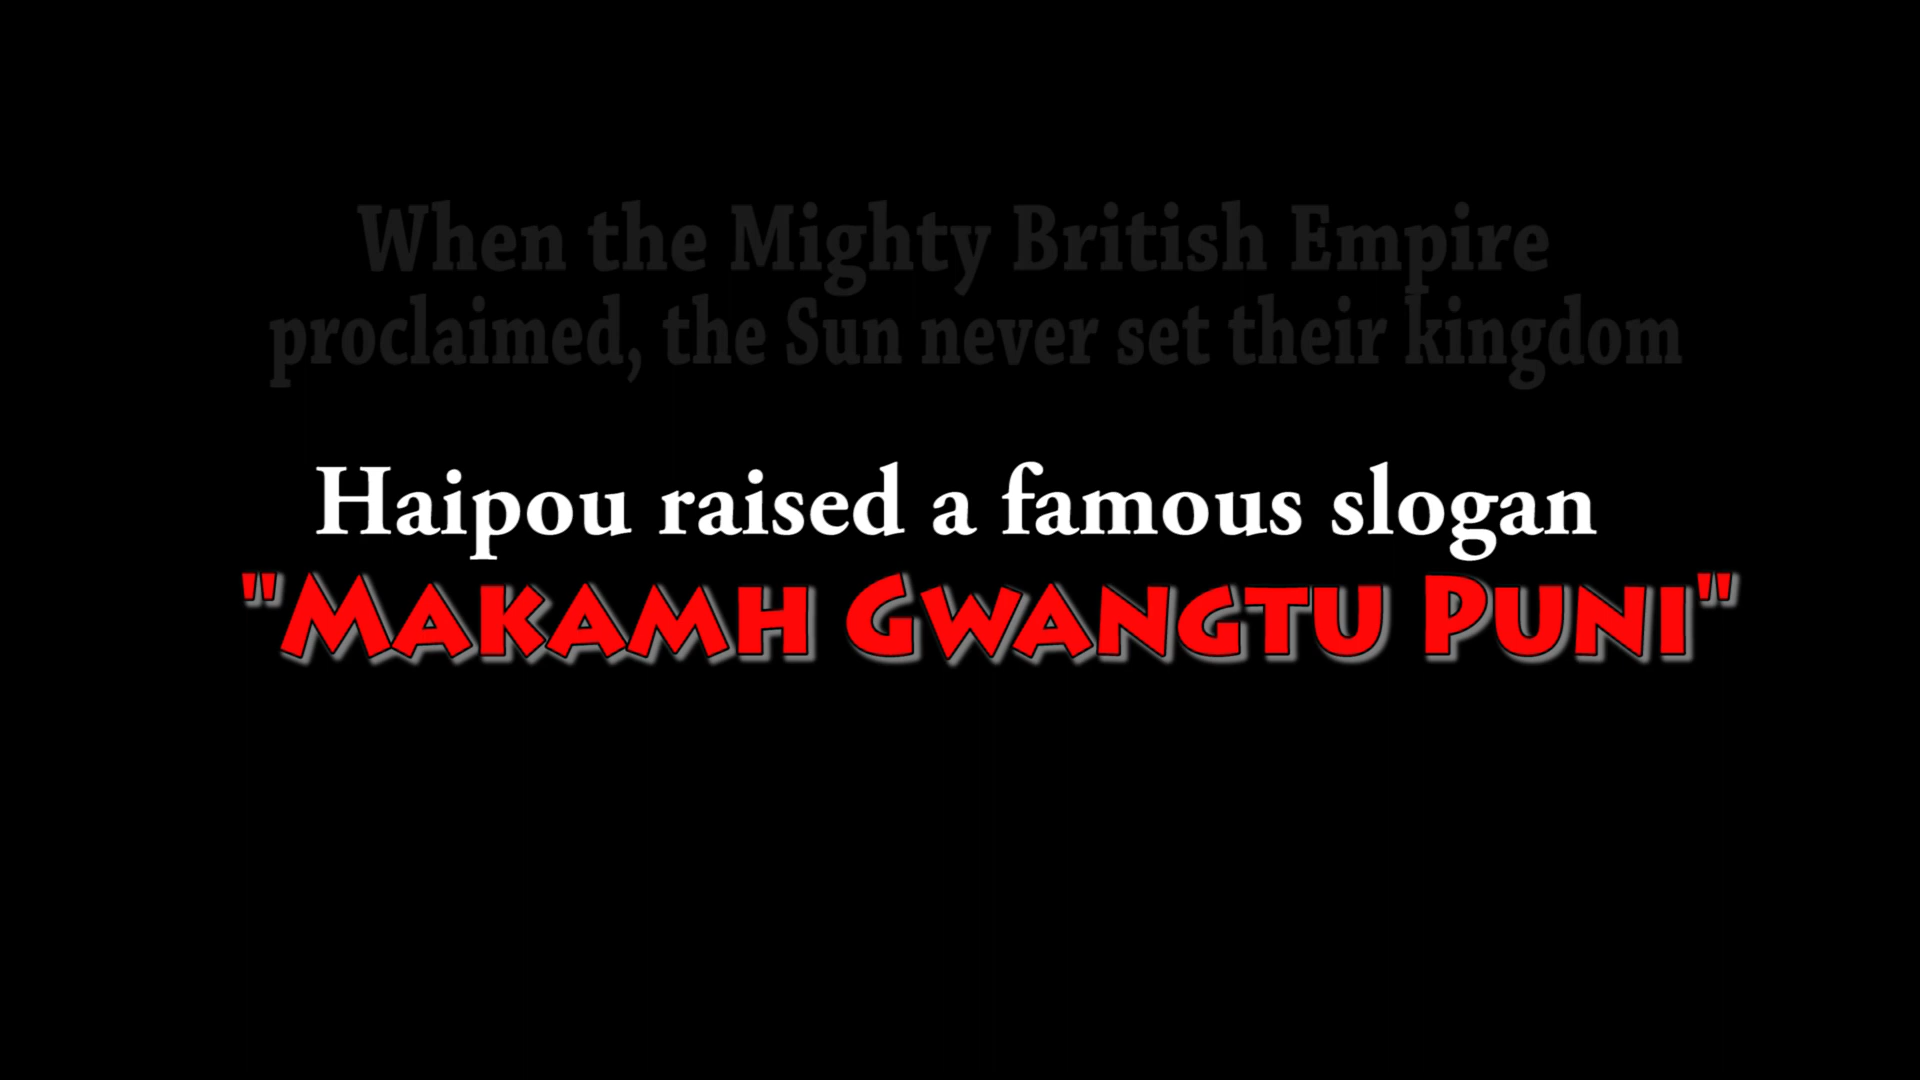 When the Mighty British Empire
proclaimed, the Sun never set their kingdom
Haipou raised a famous slogan
"MAKAMH GWANGTU PUNI"